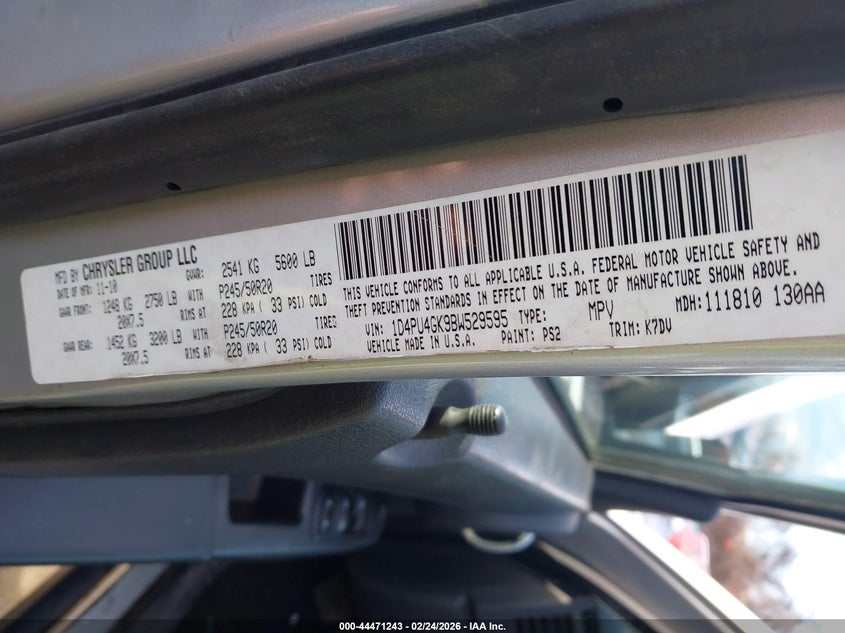 MFD BY CHRYSLER GROUP LLC
DATE OF MFR: 11-10 GVWR: 2541 KG 5600 LB
GAWR FRONT: 1248 KG 2750 LB WITH P245/50R20 TIRES
20X7.5 RIMS AT 228 KPA ( 33 PSI) COLD
GAWR REAR: 1452 KG 3200 LB WITH P245/50R20 TIRES
20X7.5 RIMS AT 228 KPA ( 33 PSI) COLD
THIS VEHICLE CONFORMS TO ALL APPLICABLE U.S.A. FEDERAL MOTOR VEHICLE SAFETY AND
THEFT PREVENTION STANDARDS IN EFFECT ON THE DATE OF MANUFACTURE SHOWN ABOVE.
VIN: 1D4PU4GK9BW529595 TYPE: MPV MDH: 111810 130AA
VEHICLE MADE IN U.S.A. PAINT: PS2 TRIM: K7DV
000-44471243 - 02/24/2026 - IAA Inc.